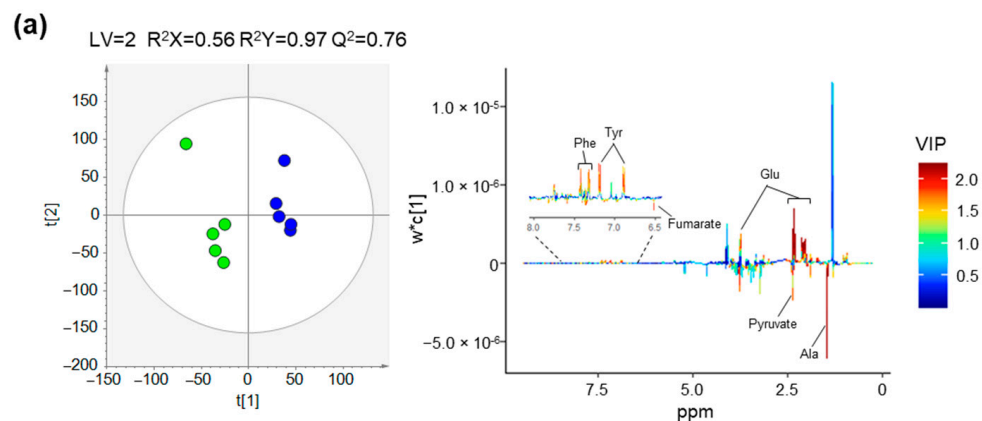 (a)
LV=2 R²X=0.56 R²Y=0.97 Q²=0.76
150
100
50
0
−50
−100
−150
−200
t[2]
−150
−100
−50
0
50
100
t[1]
1.0 × 10⁻⁵
1.0 × 10⁻⁶
0
−5.0 × 10⁻⁶
w*c[1]
Phe
Tyr
Fumarate
8.0
7.5
7.0
6.5
Glu
Pyruvate
Ala
7.5
5.0
2.5
0
ppm
VIP
2.0
1.5
1.0
0.5